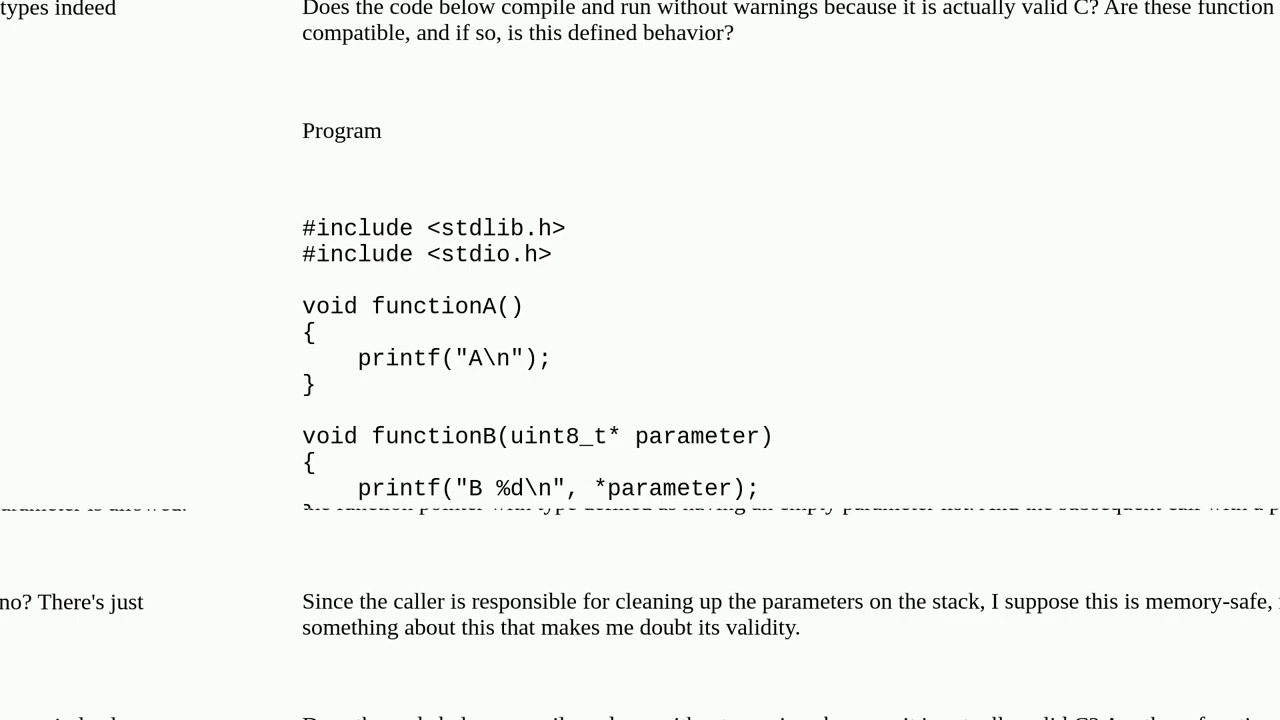 types indeed
Does the code below compile and run without warnings because it is actually valid C? Are these function
compatible, and if so, is this defined behavior?
Program
#include <stdlib.h>
#include <stdio.h>
void functionA()
{
    printf("A\n");
}
void functionB(uint8_t* parameter)
{
    printf("B %d\n", *parameter);
no? There's just
Since the caller is responsible for cleaning up the parameters on the stack, I suppose this is memory-safe,
something about this that makes me doubt its validity.